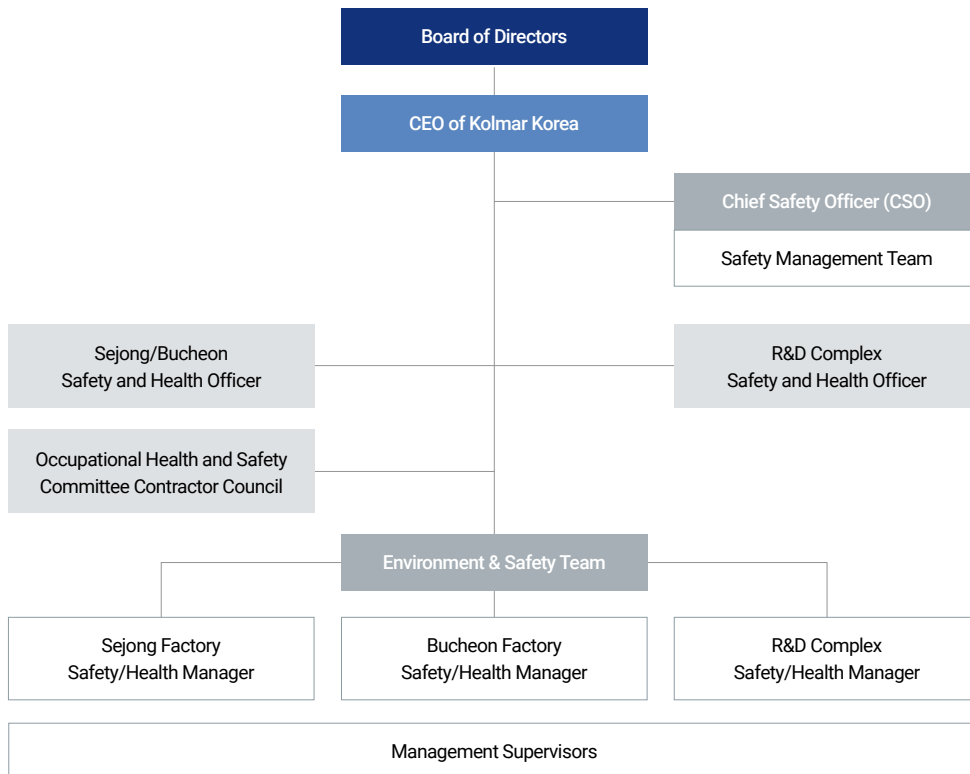 Board of Directors
CEO of Kolmar Korea
Chief Safety Officer (CSO)
Safety Management Team
Sejong/Bucheon
Safety and Health Officer
R&D Complex
Safety and Health Officer
Occupational Health and Safety
Committee Contractor Council
Environment & Safety Team
Sejong Factory
Safety/Health Manager
Bucheon Factory
Safety/Health Manager
R&D Complex
Safety/Health Manager
Management Supervisors